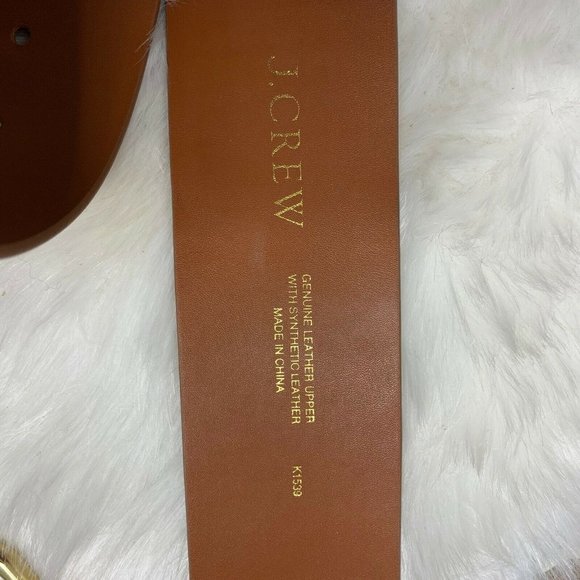 J.CREW
GENUINE LEATHER UPPER
WITH SYNTHETIC LEATHER
MADE IN CHINA
K1539